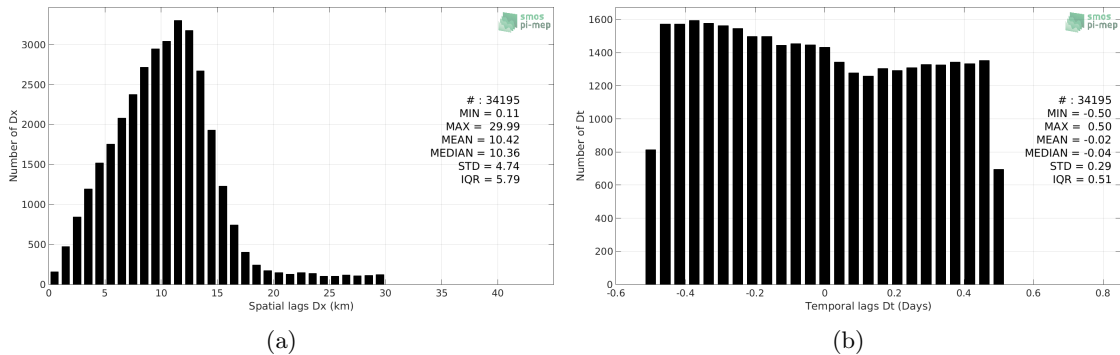 smos
pi-mep
3000
2500
2000
1500
1000
500
0
Number of Dx
# : 34195
MIN = 0.11
MAX = 29.99
MEAN = 10.42
MEDIAN = 10.36
STD = 4.74
IQR = 5.79
0 5 10 15 20 25 30 35 40
Spatial lags Dx (km)
(a)
smos
pi-mep
1600
1400
1200
1000
800
600
400
200
0
Number of Dt
# : 34195
MIN = -0.50
MAX = 0.50
MEAN = -0.02
MEDIAN = -0.04
STD = 0.29
IQR = 0.51
-0.6 -0.4 -0.2 0 0.2 0.4 0.6 0.8
Temporal lags Dt (Days)
(b)